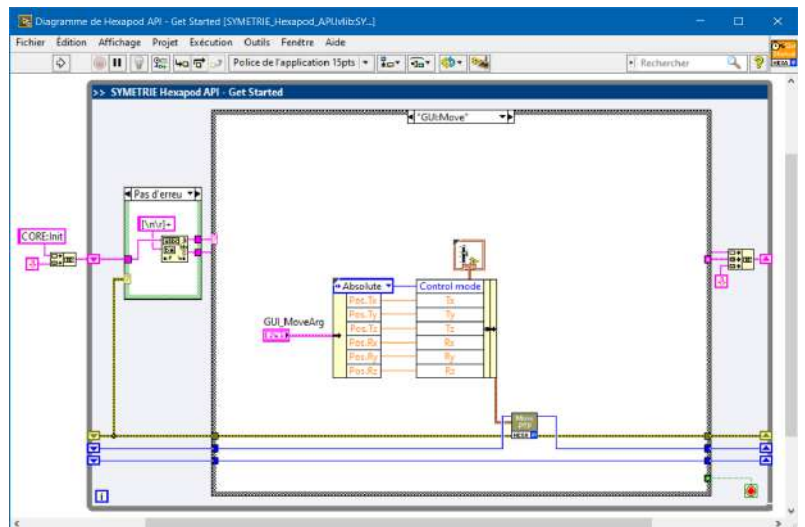 Diagramme de Hexapod API - Get Started [SYMETRIE_Hexapod_API.lvlib:SY...]
Fichier Édition Affichage Projet Exécution Outils Fenêtre Aide
Police de l'application 15pts
Rechercher
>> SYMETRIE Hexapod API - Get Started
"GUI:Move"
Pas d'erreu
[\n\r]+
CORE:Init
Absolute
Control mode
Pos.Tx
Tx
Pos.Ty
Ty
Pos.Tz
Tz
GUI_MoveArg
Pos.Rx
Rx
Pos.Ry
Ry
Pos.Rz
Rz
Move
HEXA
i